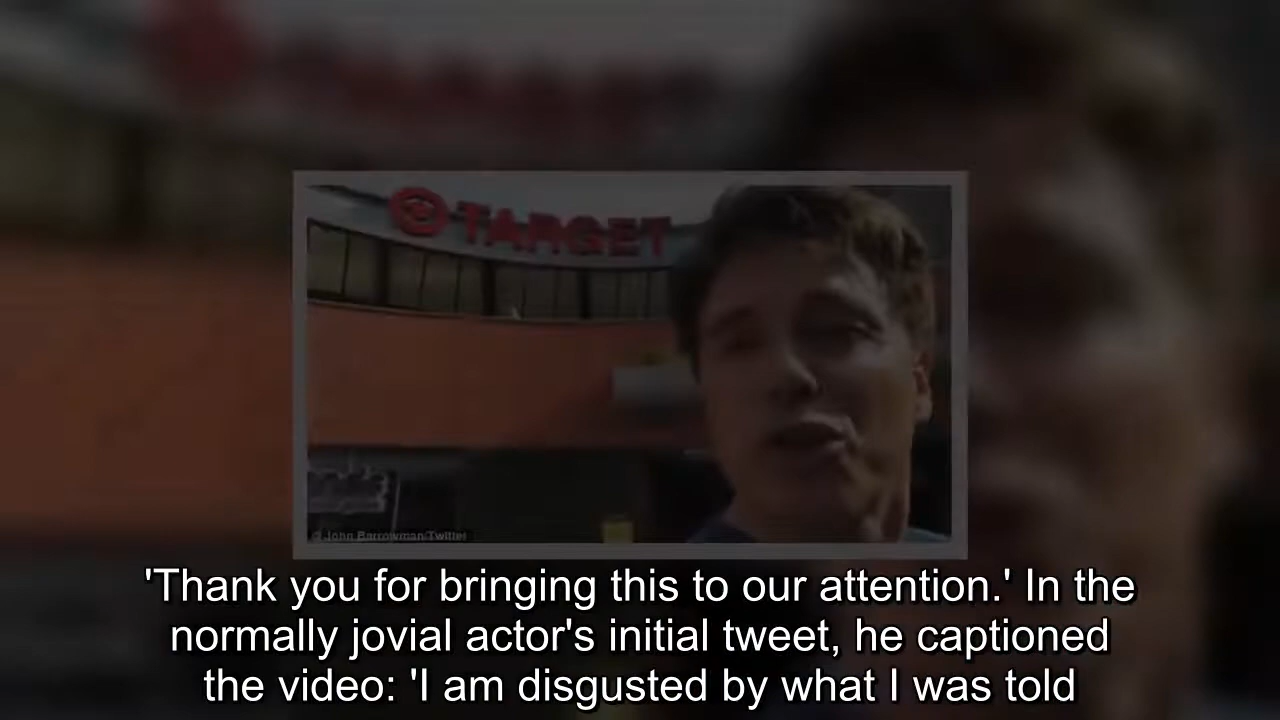 TARGET
© John Barrowman/Twitter
'Thank you for bringing this to our attention.' In the
normally jovial actor's initial tweet, he captioned
the video: 'I am disgusted by what I was told